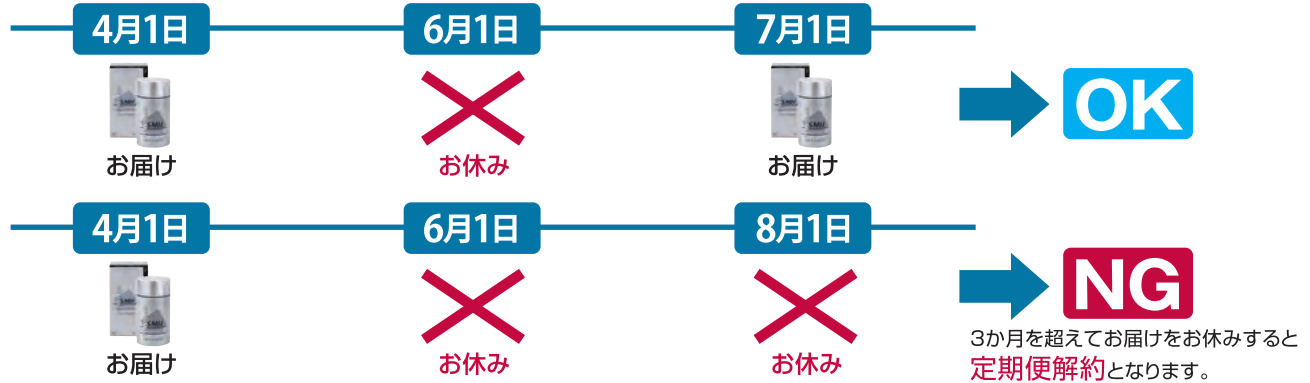 4月1日 6月1日 7月1日
お届け お休み お届け
OK
4月1日 6月1日 8月1日
お届け お休み お休み
NG
3か月を超えてお届けをお休みすると
定期便解約となります。